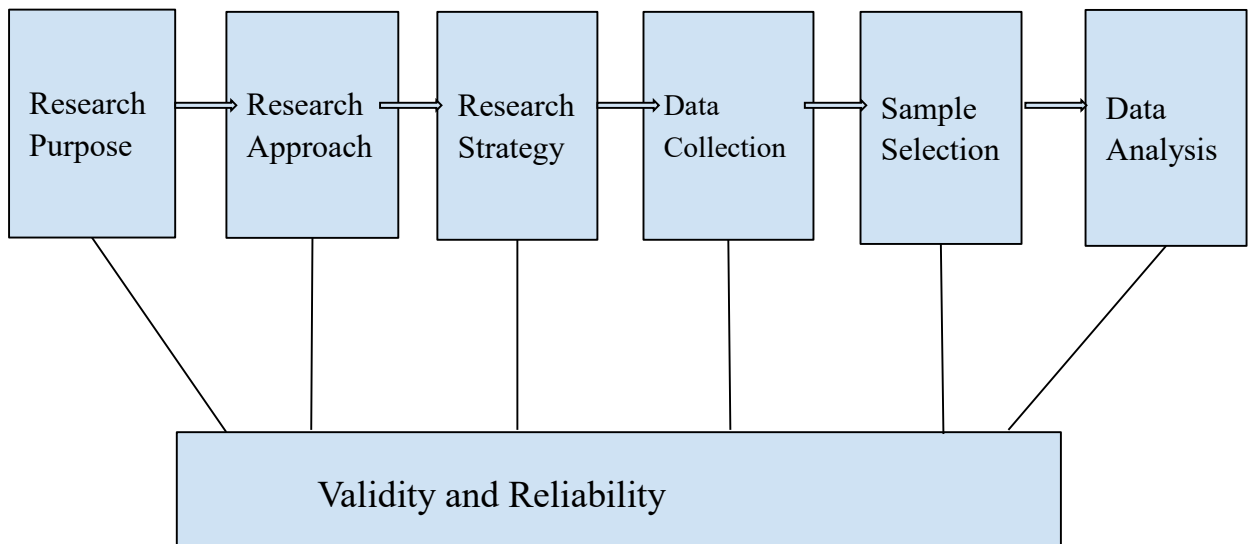 Research
Purpose
Research
Approach
Research
Strategy
Data
Collection
Sample
Selection
Data
Analysis
Validity and Reliability